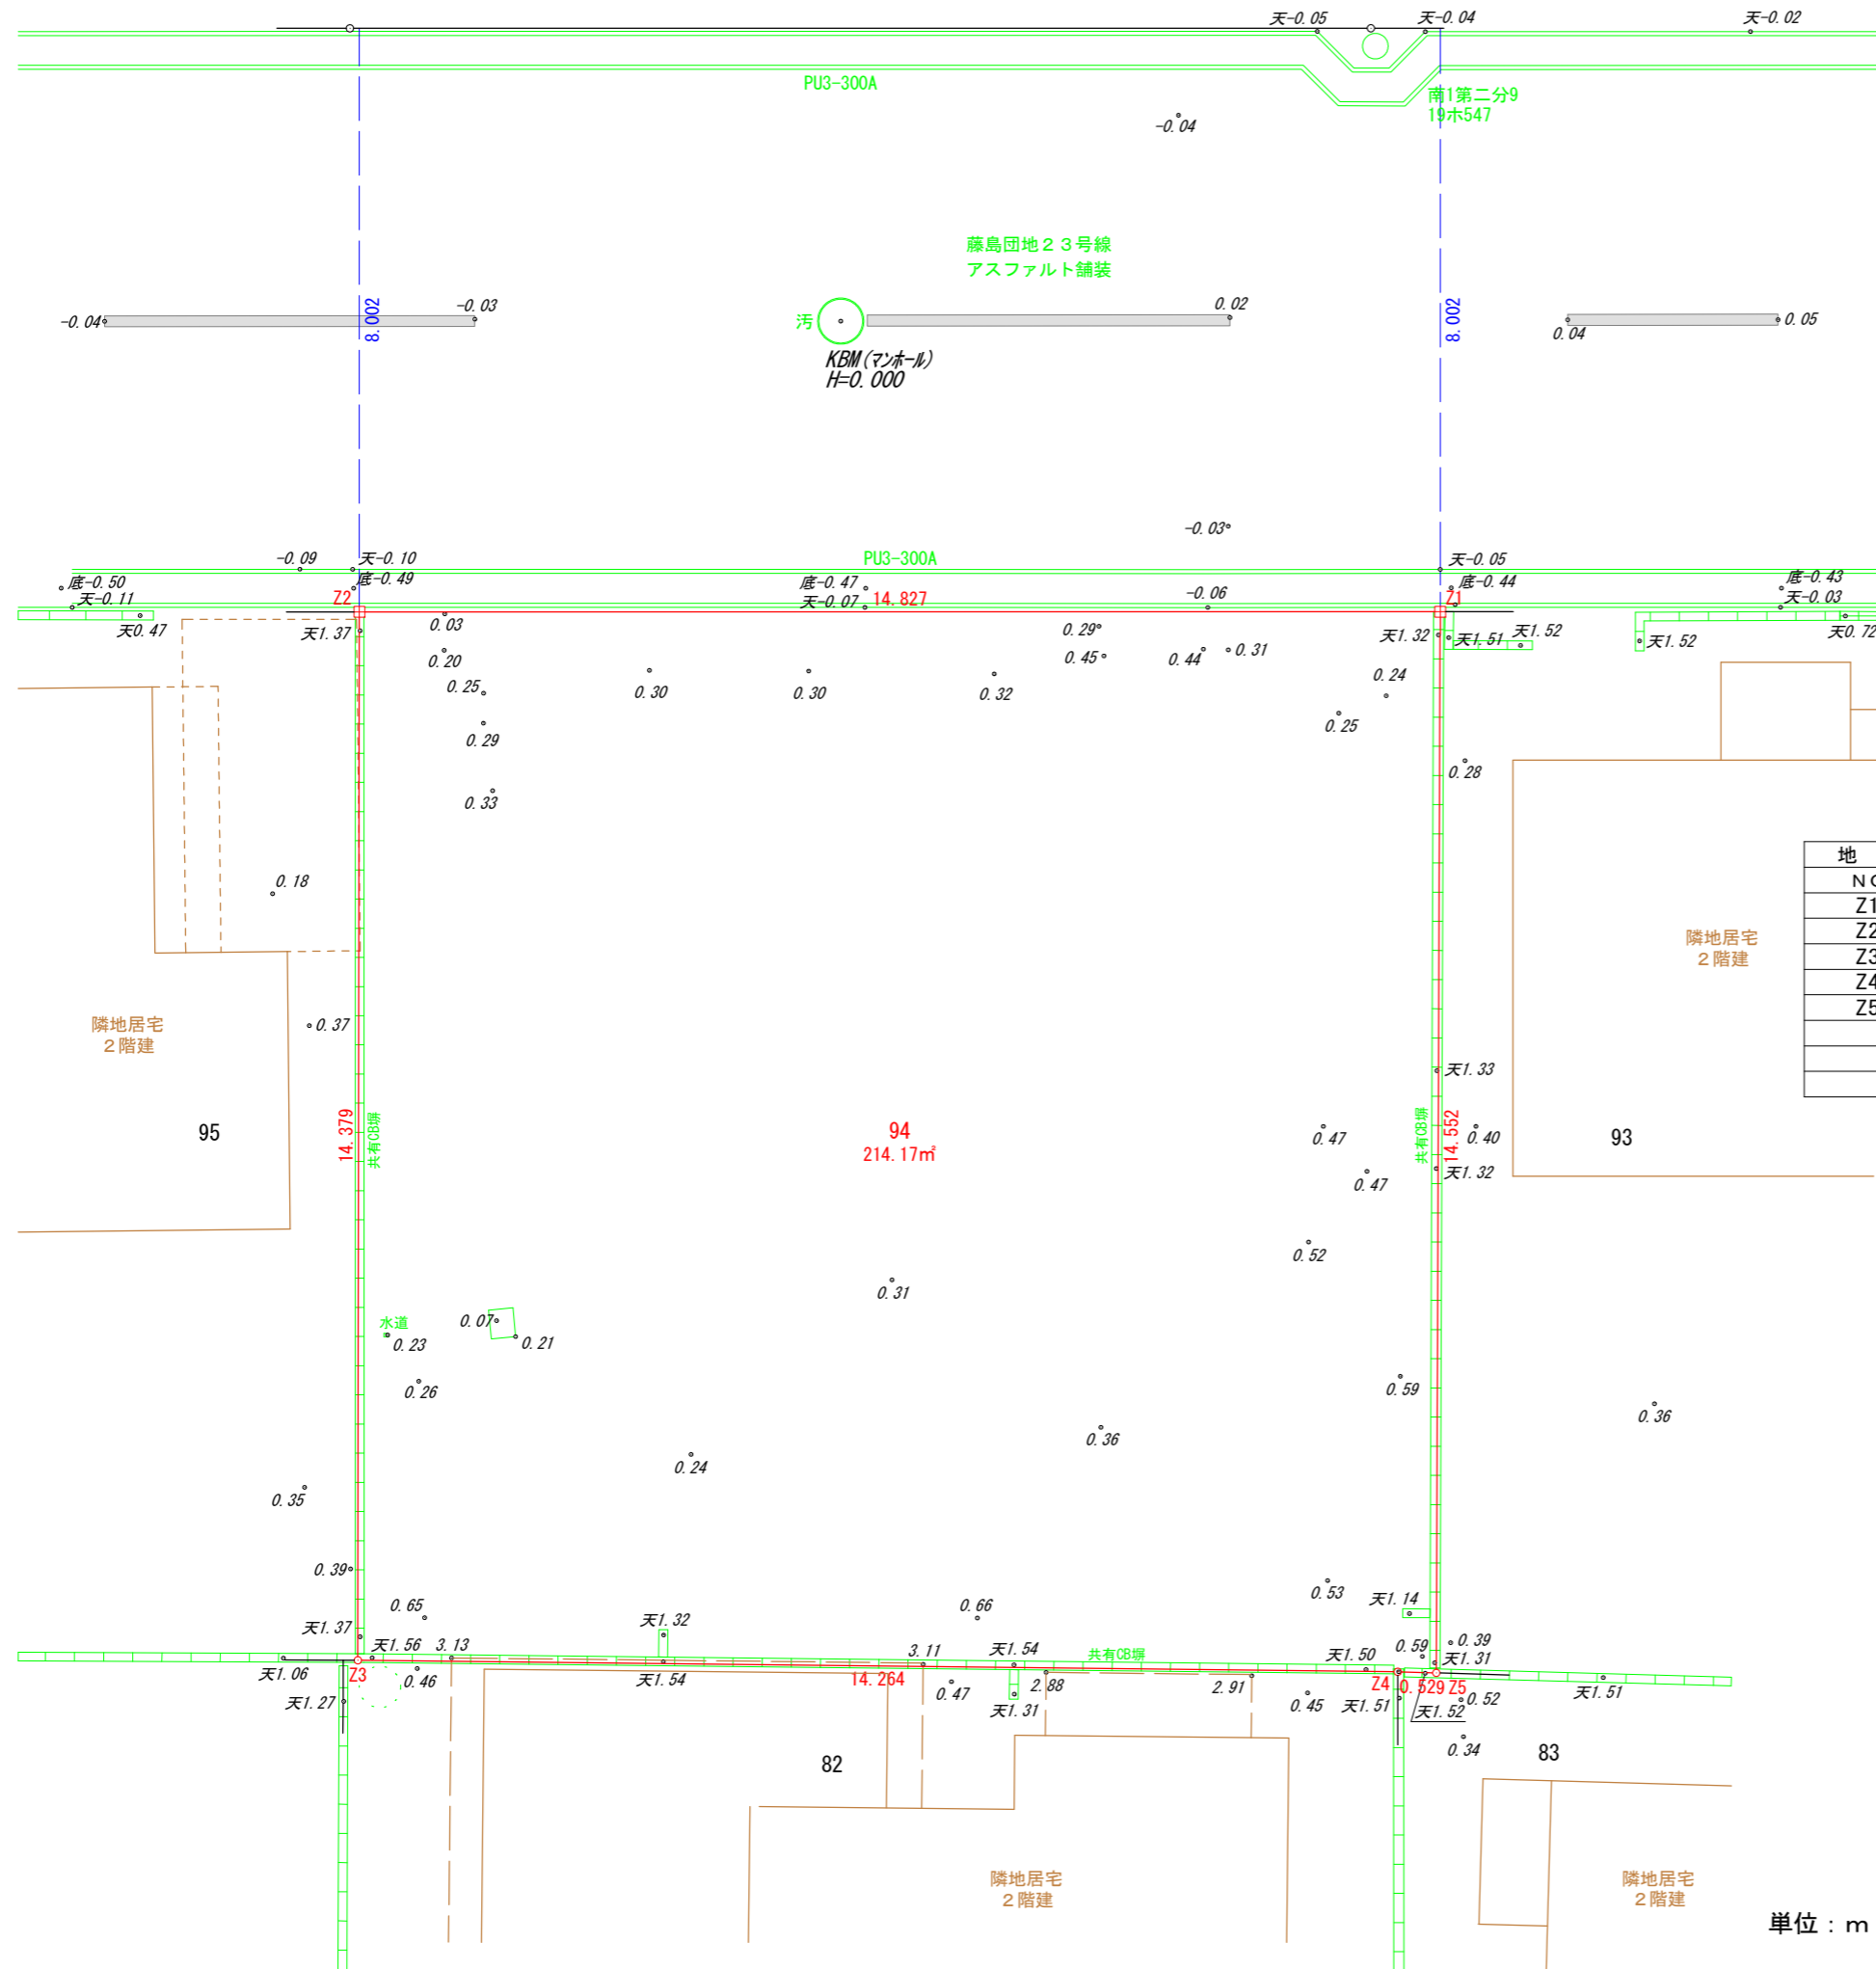 天-0.05
天-0.04
天-0.02
PU3-300A
南1第二分9
19ホ547
-0.04
藤島団地２３号線
アスファルト舗装
-0.04
8.002
-0.03
汚
0.02
8.002
0.04
0.05
KBM(マンホール)
H=0.000
-0.03
-0.09
天-0.10
PU3-300A
天-0.05
底-0.50
底-0.49
底-0.47
底-0.44
底-0.43
天-0.11
Z2
天-0.07
14.827
-0.06
Z1
天-0.03
天0.47
天1.37
0.03
0.29
天1.32
天1.51
天1.52
天1.52
天0.72
0.20
0.45
0.44
0.31
0.25
0.30
0.30
0.32
0.24
0.25
0.29
0.28
0.33
地
Z1
Z2
Z3
Z4
Z5
0.18
隣地居宅
２階建
隣地居宅
２階建
0.37
天1.33
95
14.379
共有CB塀
94
214.17㎡
0.47
共有CB塀
14.552
0.40
93
0.47
天1.32
0.52
0.31
水道
0.07
0.23
0.21
0.26
0.59
0.36
0.36
0.24
0.35
0.39
0.53
0.65
天1.32
0.66
天1.14
天1.37
天1.56
3.13
3.11
天1.54
共有CB塀
天1.50
0.59
0.39
天1.31
天1.06
Z3
0.46
天1.54
14.264
0.47
2.88
2.91
Z4
0.529
Z5
天1.51
天1.27
天1.31
0.45
天1.51
天1.52
0.52
0.34
82
83
隣地居宅
２階建
隣地居宅
２階建
単位：ｍ